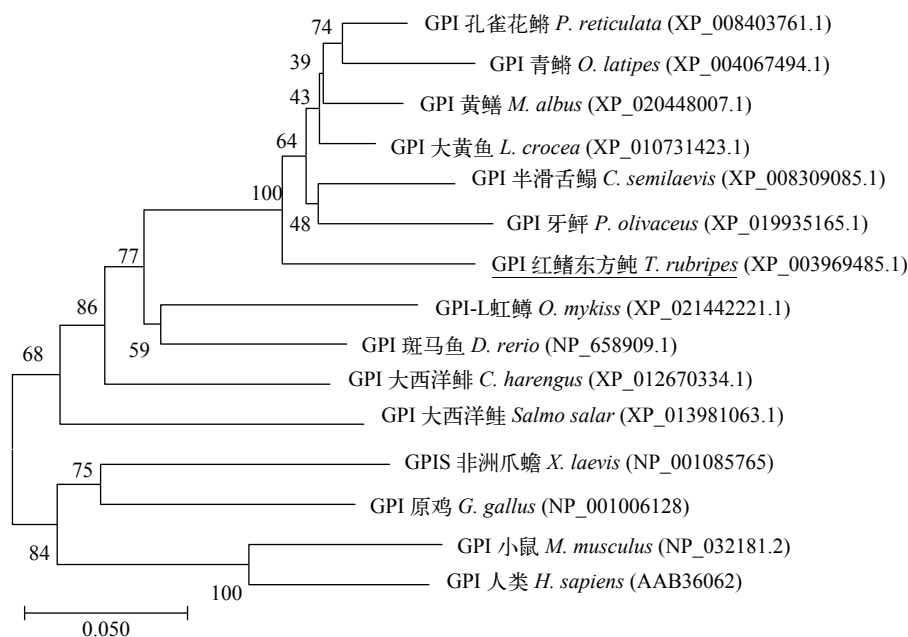 74
GPI 孔雀花鳉 P. reticulata (XP_008403761.1)
39
GPI 青鳉 O. latipes (XP_004067494.1)
43
GPI 黄鳝 M. albus (XP_020448007.1)
64
GPI 大黄鱼 L. crocea (XP_010731423.1)
GPI 半滑舌鳎 C. semilaevis (XP_008309085.1)
100
48
GPI 牙鲆 P. olivaceus (XP_019935165.1)
77
GPI 红鳍东方鲀 T. rubripes (XP_003969485.1)
86
GPI-L虹鳟 O. mykiss (XP_021442221.1)
59
GPI 斑马鱼 D. rerio (NP_658909.1)
68
GPI 大西洋鲱 C. harengus (XP_012670334.1)
GPI 大西洋鲑 Salmo salar (XP_013981063.1)
75
GPIS 非洲爪蟾 X. laevis (NP_001085765)
GPI 原鸡 G. gallus (NP_001006128)
84
GPI 小鼠 M. musculus (NP_032181.2)
100
GPI 人类 H. sapiens (AAB36062)
0.050